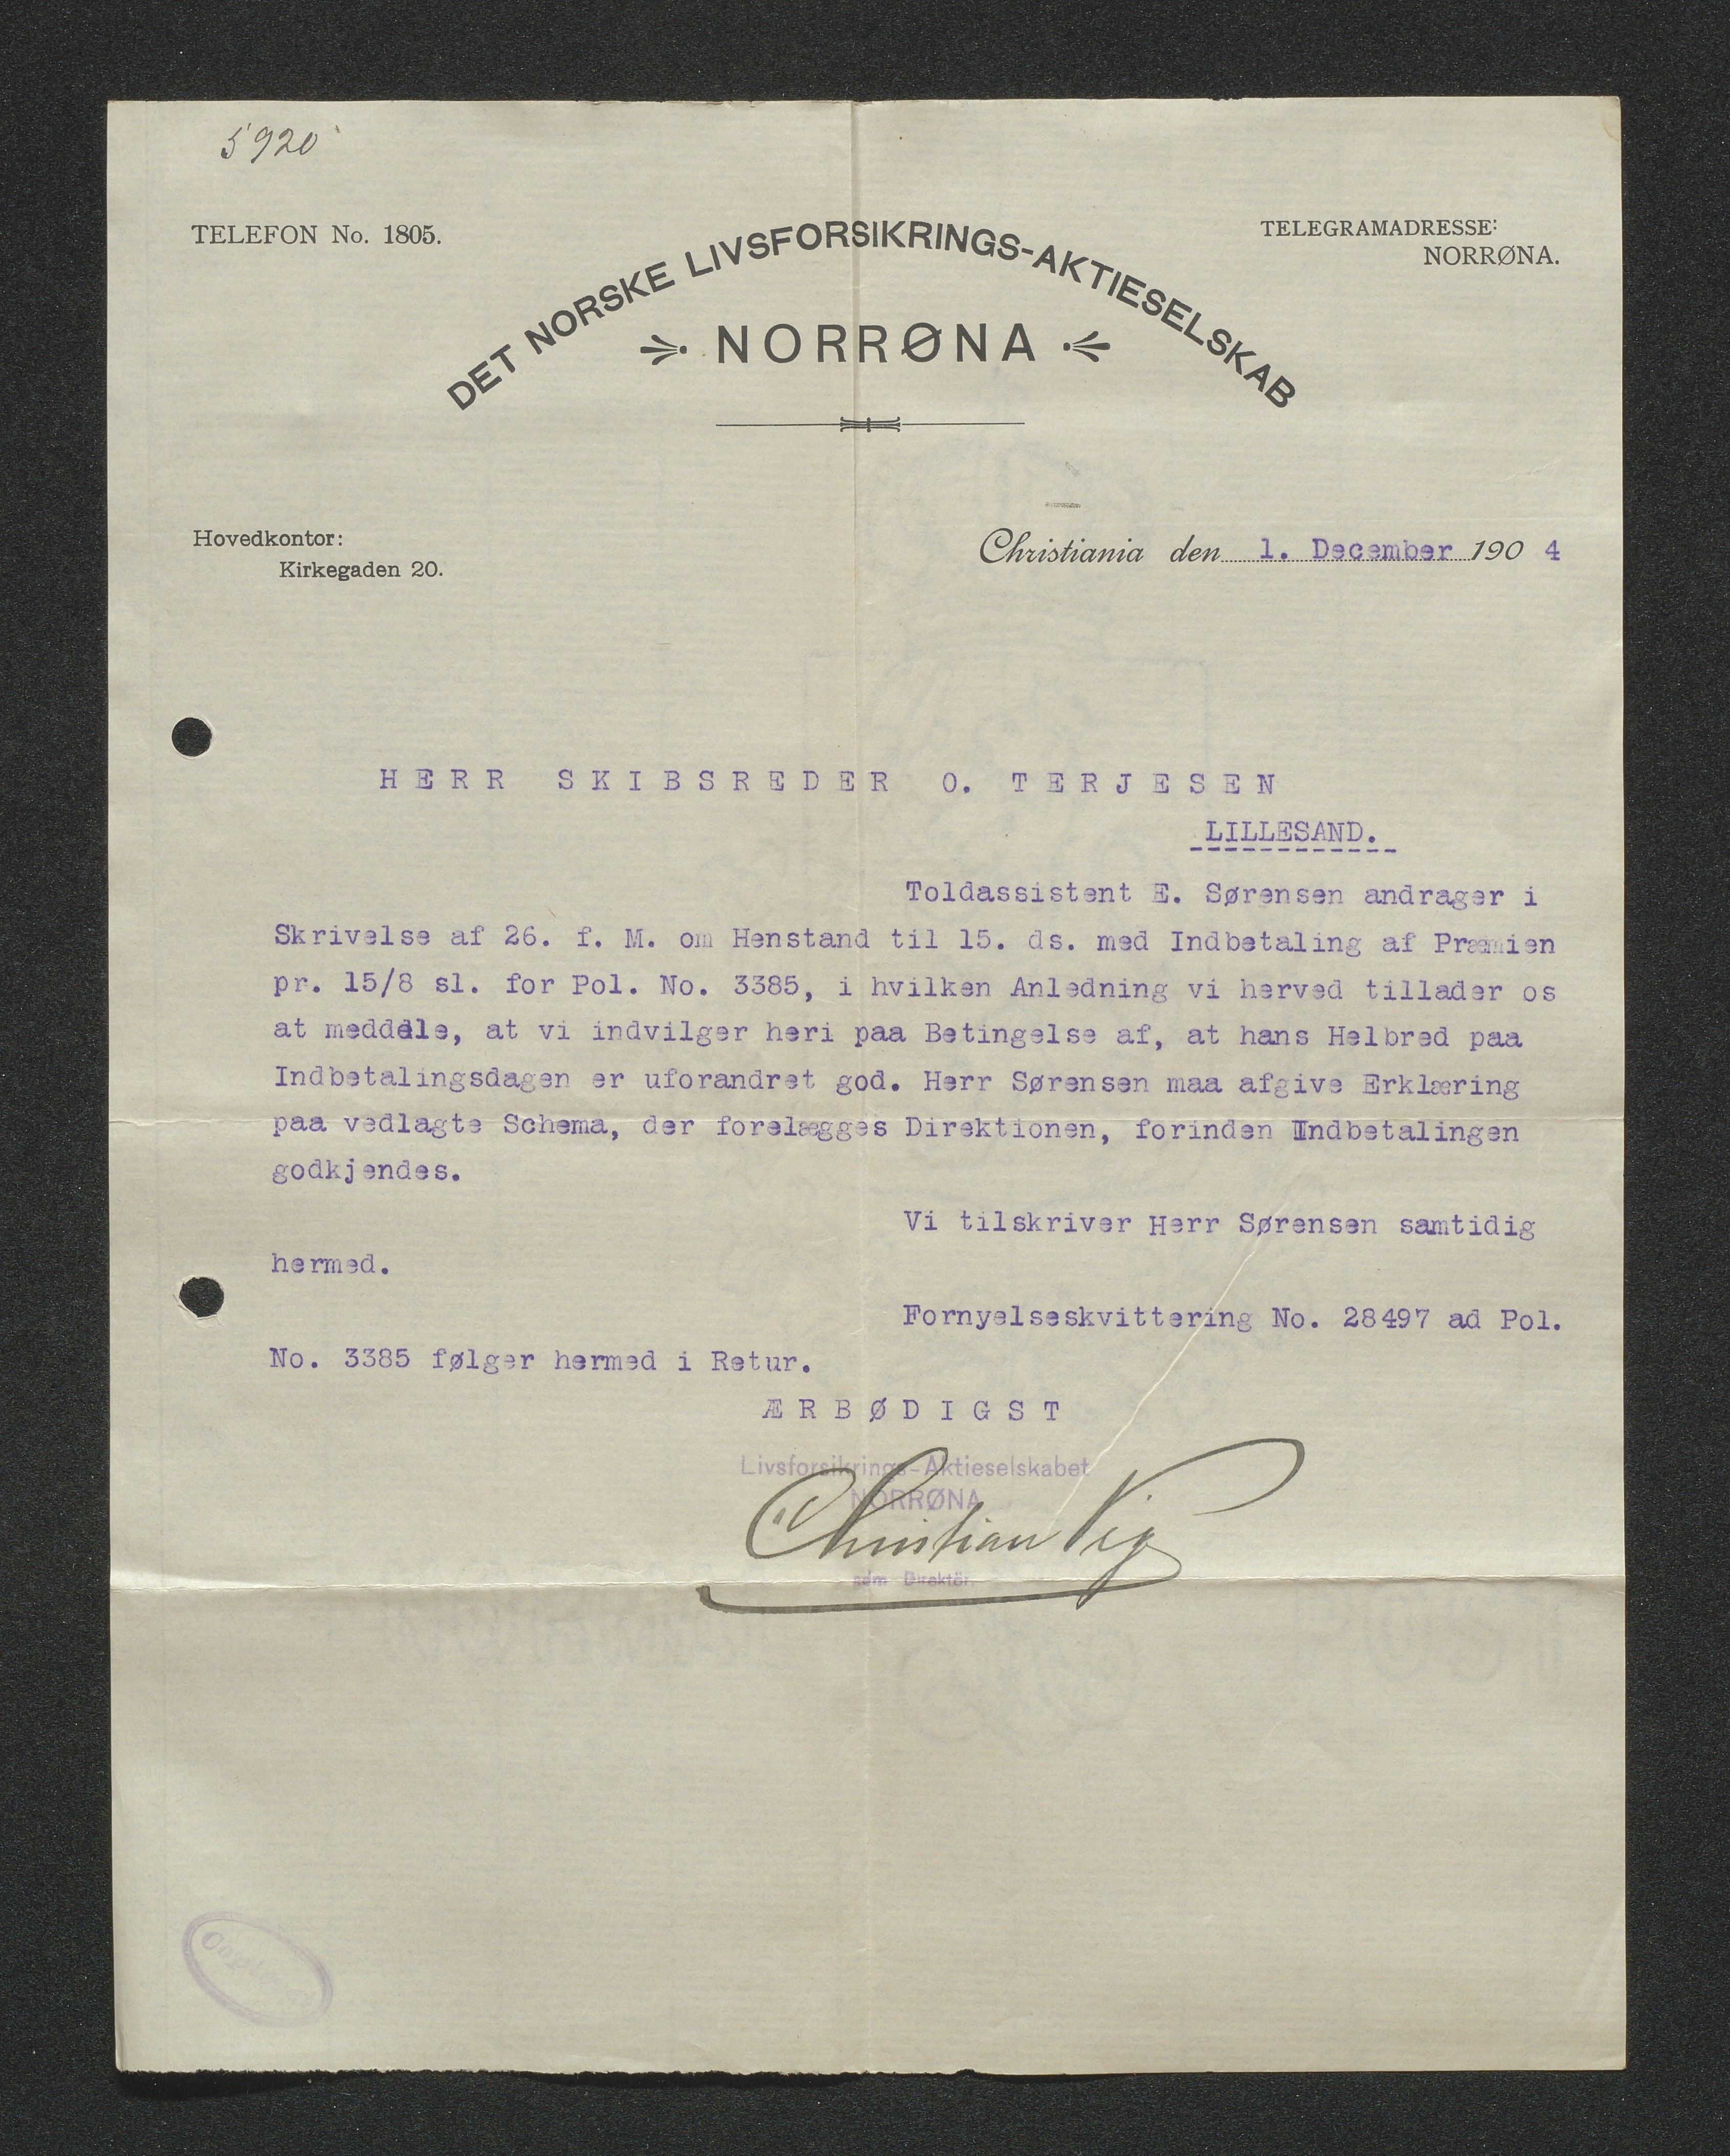 5920
TELEFON No. 1805.
TELEGRAMADRESSE:
NORRØNA.
DET NORSKE LIVSFORSIKRINGS-AKTIESELSKAB
NORRØNA
Hovedkontor:
Kirkegaden 20.
Christiania den 1. December 190 4
HERR SKIBSREDER O. TERJESEN
LILLESAND.
Toldassistent E. Sørensen andrager i
Skrivelse af 26. f. M. om Henstand til 15. ds. med Indbetaling af Præmien
pr. 15/8 sl. for Pol. No. 3385, i hvilken Anledning vi herved tillader os
at meddele, at vi indvilger heri paa Betingelse af, at hans Helbred paa
Indbetalingsdagen er uforandret god. Herr Sørensen maa afgive Erklæring
paa vedlagte Schema, der forelægges Direktionen, forinden Indbetalingen
godkjendes.
Vi tilskriver Herr Sørensen samtidig
hermed.
Fornyelseskvittering No. 28497 ad Pol.
No. 3385 følger hermed i Retur.
ÆRBØDIGST
Livsforsikrings-Aktieselskabet
NORRØNA
Christian Vig
som Direktör.